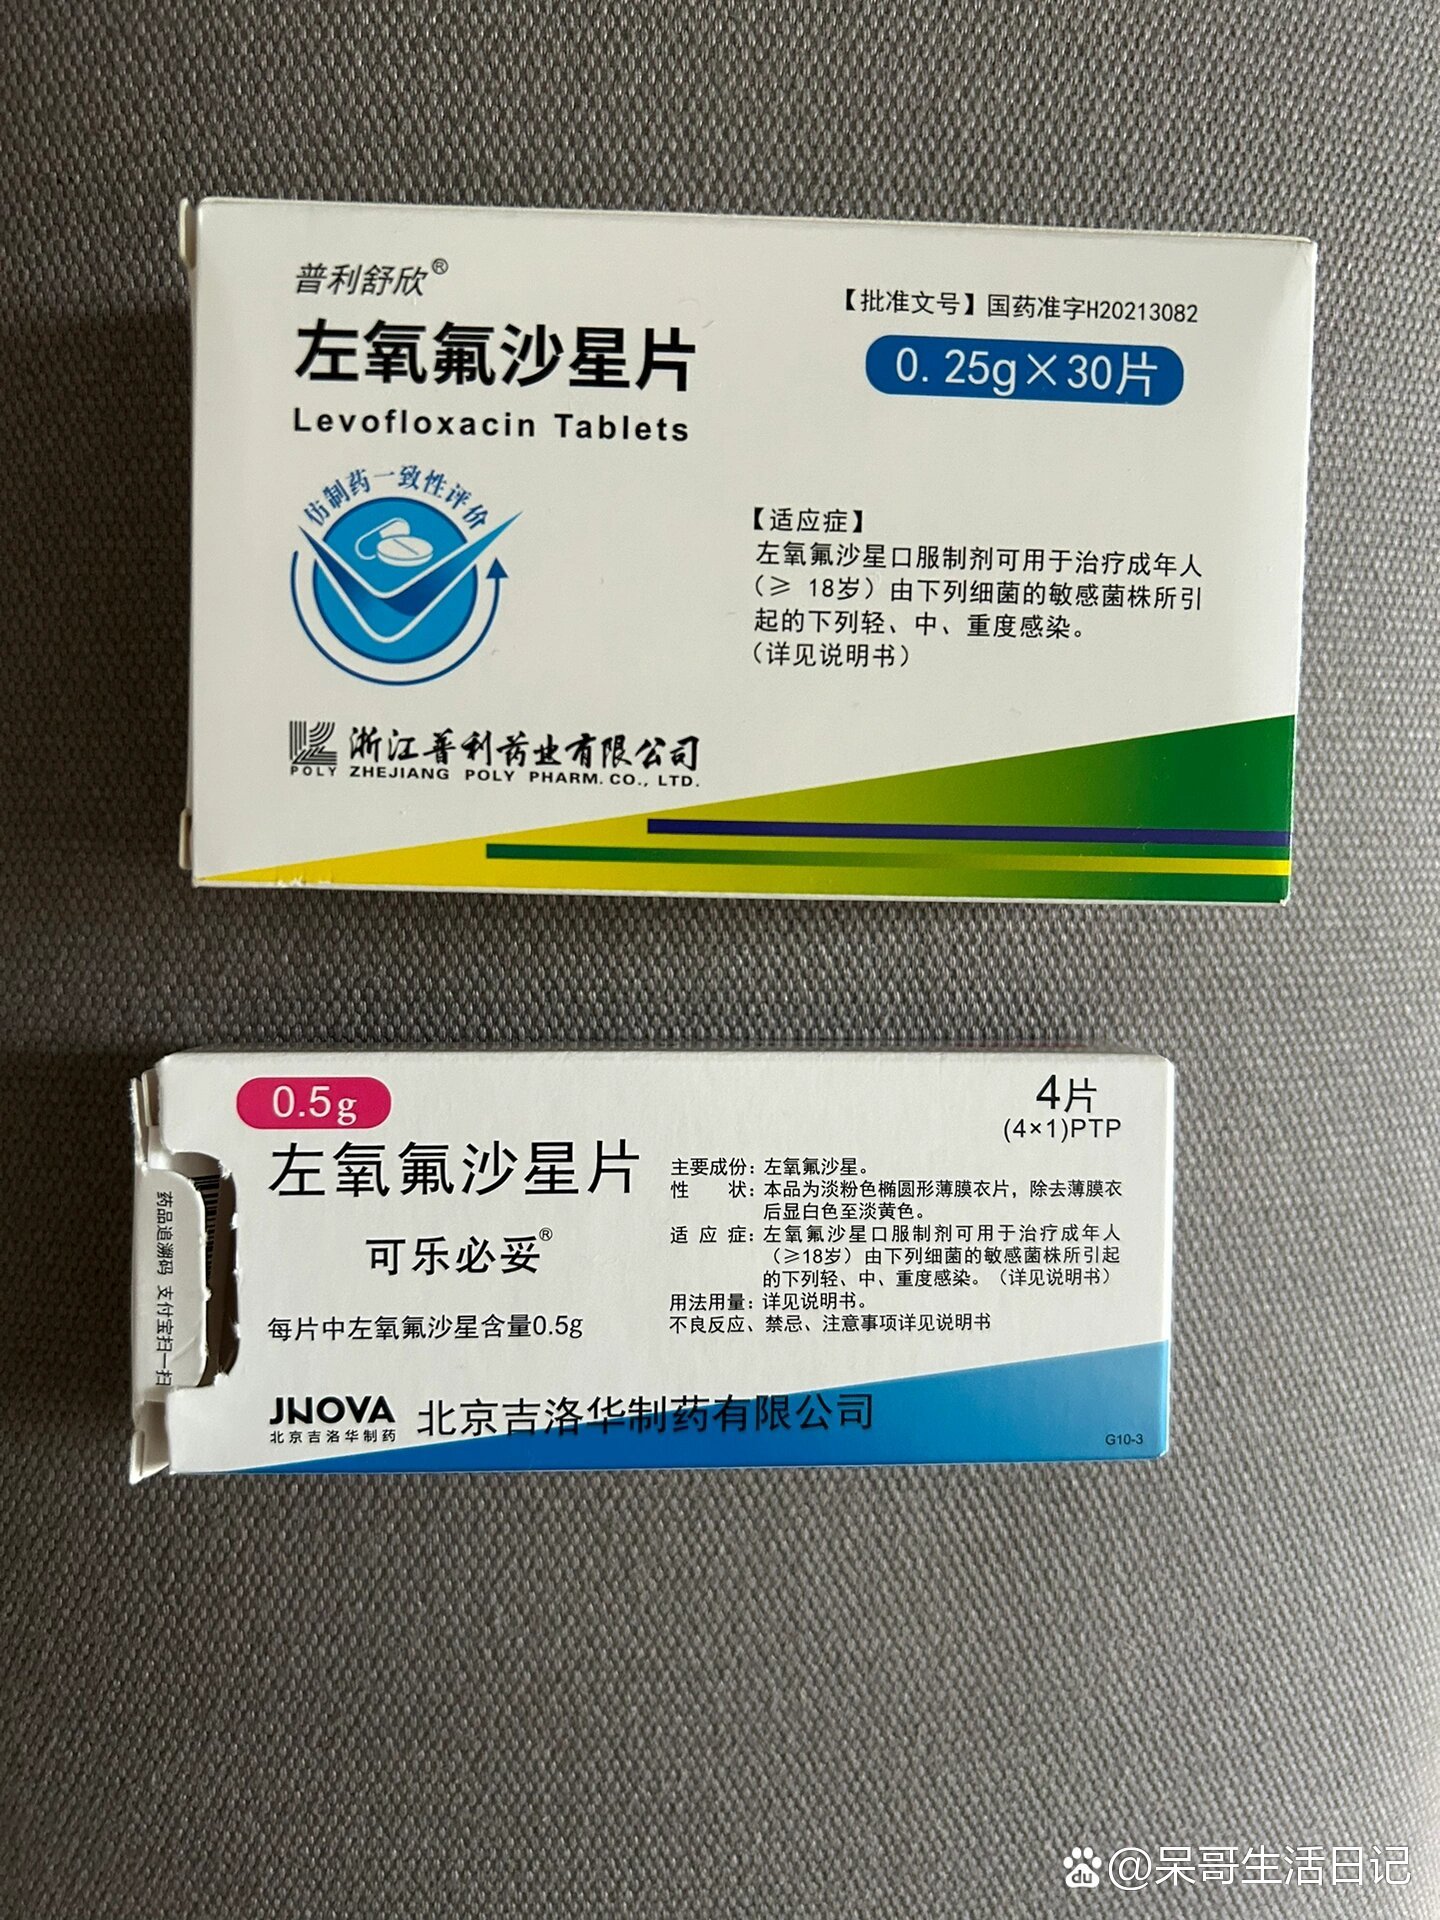 普利舒欣®
左氧氟沙星片
Levofloxacin Tablets
仿制药一致性评价
【批准文号】国药准字H20213082
0.25g×30片
【适应症】
左氧氟沙星口服制剂可用于治疗成年人
（≥ 18岁）由下列细菌的敏感菌株所引
起的下列轻、中、重度感染。
（详见说明书）
POLY
浙江普利药业有限公司
ZHEJIANG POLY PHARM. CO., LTD.
0.5g
左氧氟沙星片
可乐必妥®
每片中左氧氟沙星含量0.5g
JNOVA
北京吉洛华制药
北京吉洛华制药有限公司
4片
(4×1)PTP
主要成份：左氧氟沙星。
性 状：本品为淡粉色椭圆形薄膜衣片，除去薄膜衣
后显白色至淡黄色。
适 应 症：左氧氟沙星口服制剂可用于治疗成年人
（≥18岁）由下列细菌的敏感菌株所引起
的下列轻、中、重度感染。（详见说明书）
用法用量：详见说明书。
不良反应、禁忌、注意事项详见说明书
G10-3
药品追溯码 支付宝扫一扫
du @呆哥生活日记